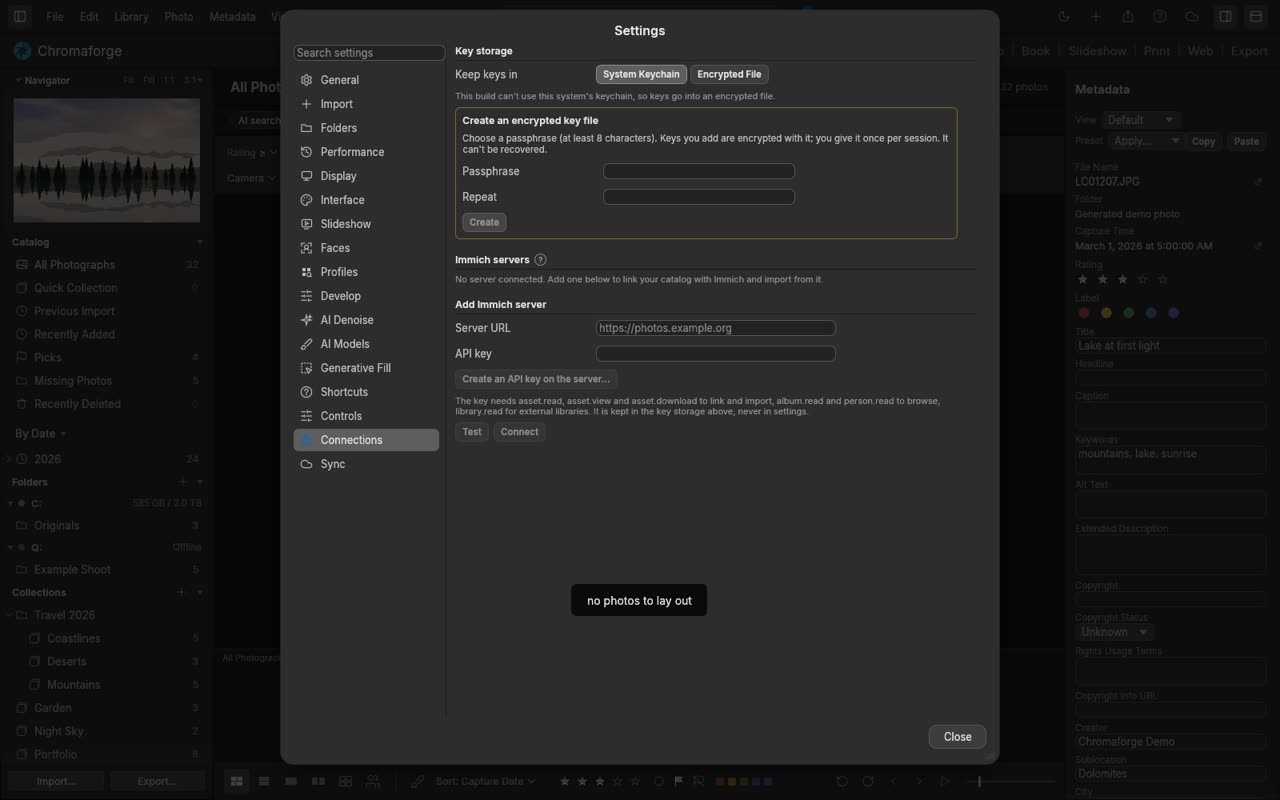 File Edit Library Photo Metadata
Settings
Chromaforge
Book | Slideshow | Print | Web | Export
Search settings
General
Import
Folders
Performance
Display
Interface
Slideshow
Faces
Profiles
Develop
AI Denoise
AI Models
Generative Fill
Shortcuts
Controls
Connections
Sync
Key storage
Keep keys in System Keychain Encrypted File
This build can't use this system's keychain, so keys go into an encrypted file.
Create an encrypted key file
Choose a passphrase (at least 8 characters). Keys you add are encrypted with it; you give it once per session. It
can't be recovered.
Passphrase
Repeat
Create
Immich servers ?
No server connected. Add one below to link your catalog with Immich and import from it.
Add Immich server
Server URL https://photos.example.org
API key
Create an API key on the server...
The key needs asset.read, asset.view and asset.download to link and import, album.read and person.read to browse,
library.read for external libraries. It is kept in the key storage above, never in settings.
Test Connect
no photos to lay out
Close
Navigator Fit Fill 1:1 3:1
Catalog
All Photographs 32
Quick Collection 0
Previous Import
Recently Added
Picks 4
Missing Photos 5
Recently Deleted 0
By Date
2026 24
Folders
C: 585 GB / 2.0 TB
Originals 3
Q: Offline
Example Shoot 5
Collections
Travel 2026
Coastlines 5
Deserts 3
Mountains 5
Garden 3
Night Sky 2
Portfolio 8
Import... Export...
32 photos
AI search
Rating ≥
Camera
Sort: Capture Date
Metadata
View Default
Preset Apply... Copy Paste
File Name
LC01207.JPG
Folder
Generated demo photo
Capture Time
March 1, 2026 at 5:00:00 AM
Rating
Label
Title
Lake at first light
Headline
Caption
Keywords
mountains, lake, sunrise
Alt Text
Extended Description
Copyright
Copyright Status
Unknown
Rights Usage Terms
Copyright Info URL
Creator
Chromaforge Demo
Sublocation
Dolomites
City